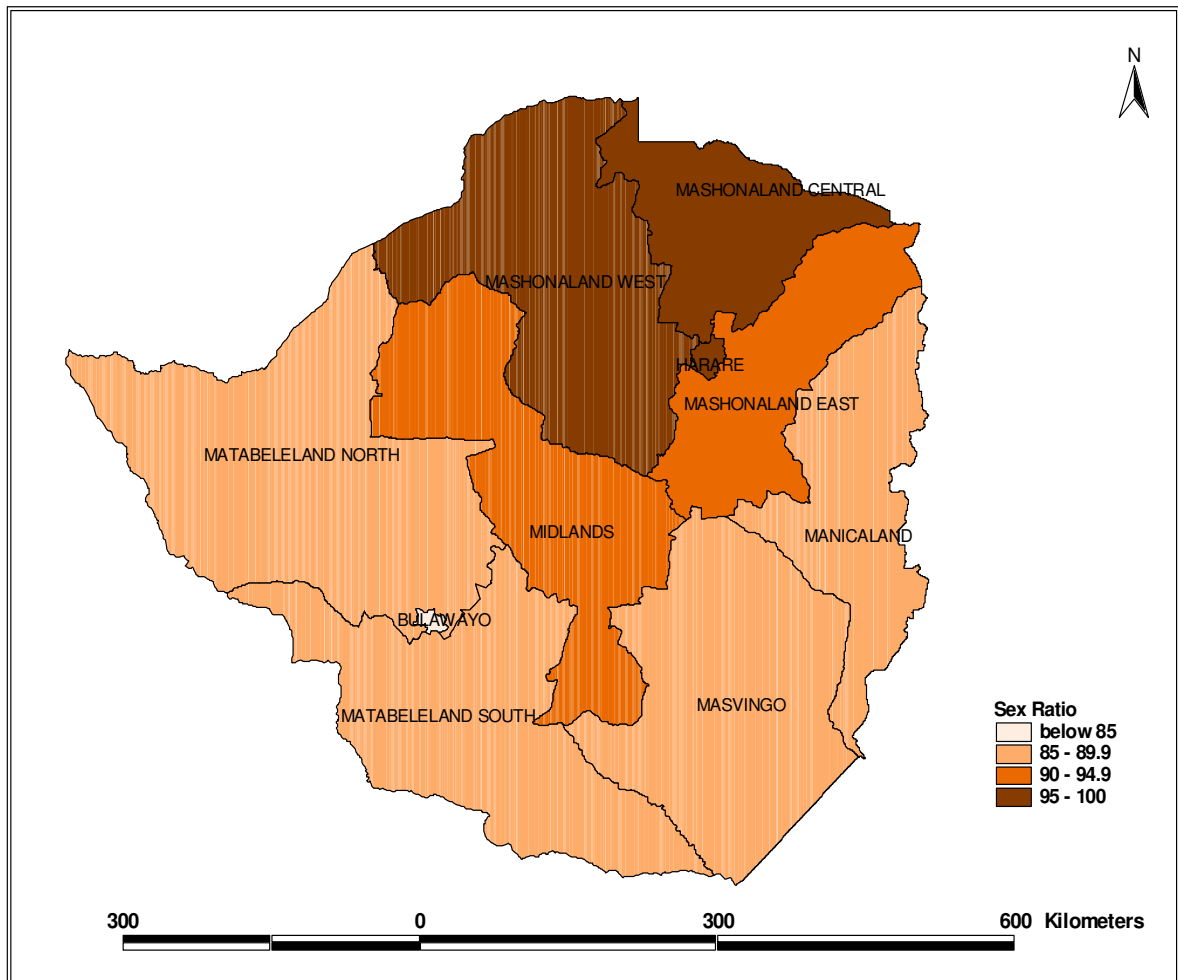 N
MASHONALAND CENTRAL
MASHONALAND WEST
HARARE
MASHONALAND EAST
MATABELELAND NORTH
MIDLANDS
MANICALAND
BULAWAYO
MATABELELAND SOUTH
MASVINGO
Sex Ratio
below 85
85 - 89.9
90 - 94.9
95 - 100
300 0 300 600 Kilometers